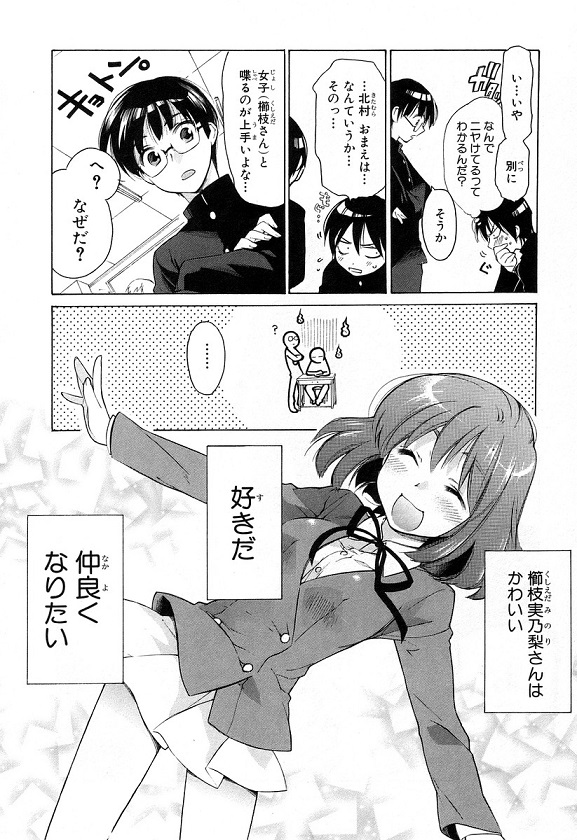 い…いや
別に
ガーン
なんで
ニヤけてるって
わかるんだ?
ぐ
そうか
…北村 おまえは…
なんていうか…
そのっ…
女子(櫛枝さん)と
喋るのが上手いよな…
キョトン。
へ?
なぜだ?
?
……
櫛枝実乃梨さんは
かわいい
好きだ
仲良く
なりたい